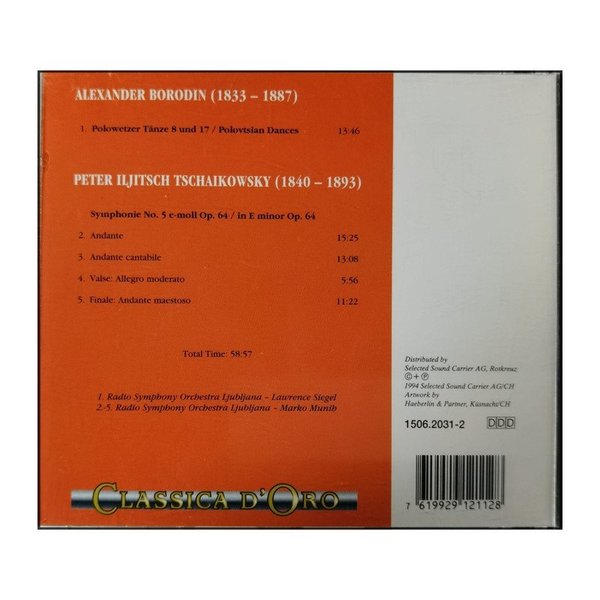 ALEXANDER BORODIN (1833 – 1887)
1. Polowetzer Tänze 8 und 17 / Polovtsian Dances 13:46
PETER ILJITSCH TSCHAIKOWSKY (1840 – 1893)
Symphonie No. 5 e-moll Op. 64 / in E minor Op. 64
2. Andante 15:25
3. Andante cantabile 13:08
4. Valse: Allegro moderato 5:56
5. Finale: Andante maestoso 11:22
Total Time: 58:57
1. Radio Symphony Orchestra Ljubljana – Lawrence Siegel
2.-5. Radio Symphony Orchestra Ljubljana – Marko Munih
CLASSICA D'ORO
Distributed by
Selected Sound Carrier AG, Rotkreuz
© + ℗
1994 Selected Sound Carrier AG/CH
Artwork by
Haeberlin & Partner, Küsnacht/CH
1506.2031-2 DDD
7 619929 121128